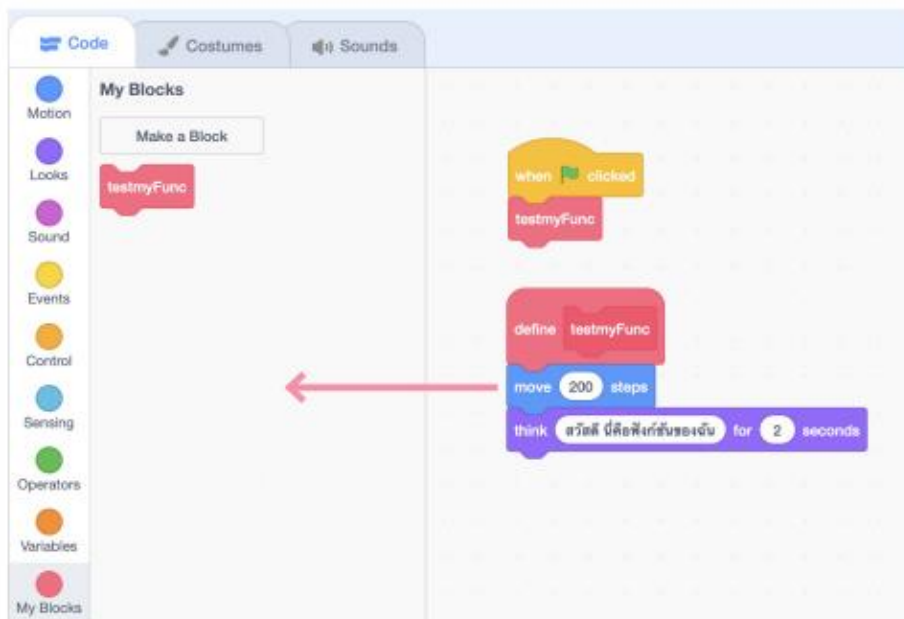 Code
Costumes
Sounds
Motion
Looks
Sound
Events
Control
Sensing
Operators
Variables
My Blocks
My Blocks
Make a Block
testmyFunc
when clicked
testmyFunc
define testmyFunc
move 200 steps
think สวัสดี นี่คือฟังก์ชันของฉัน for 2 seconds